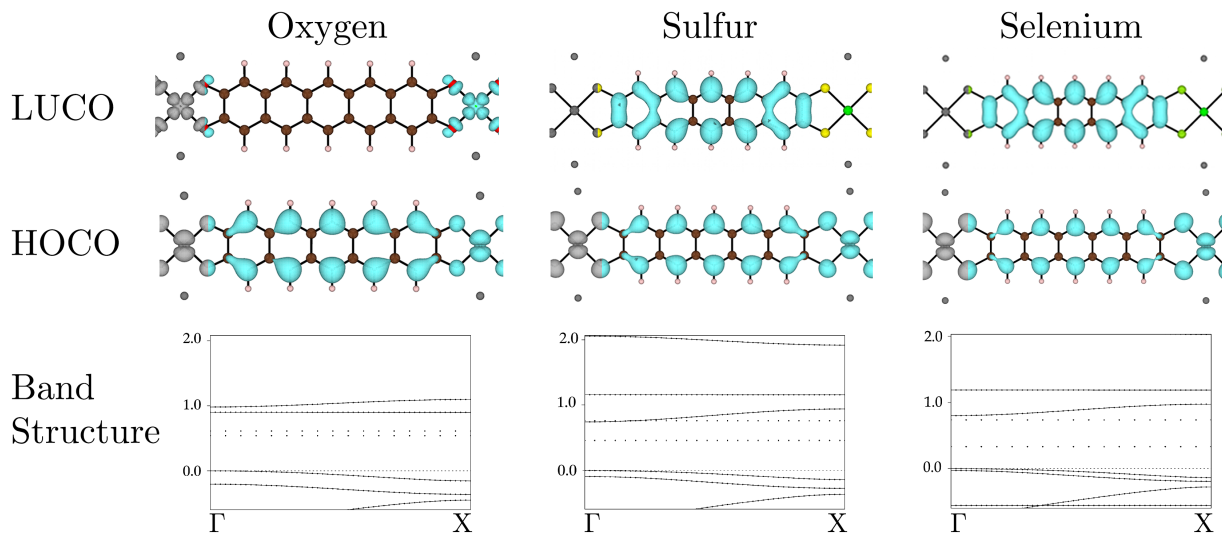 Oxygen Sulfur Selenium
LUCO
HOCO
Band
Structure
2.0
1.0
0.0
Γ X
2.0
1.0
0.0
Γ X
2.0
1.0
0.0
Γ X